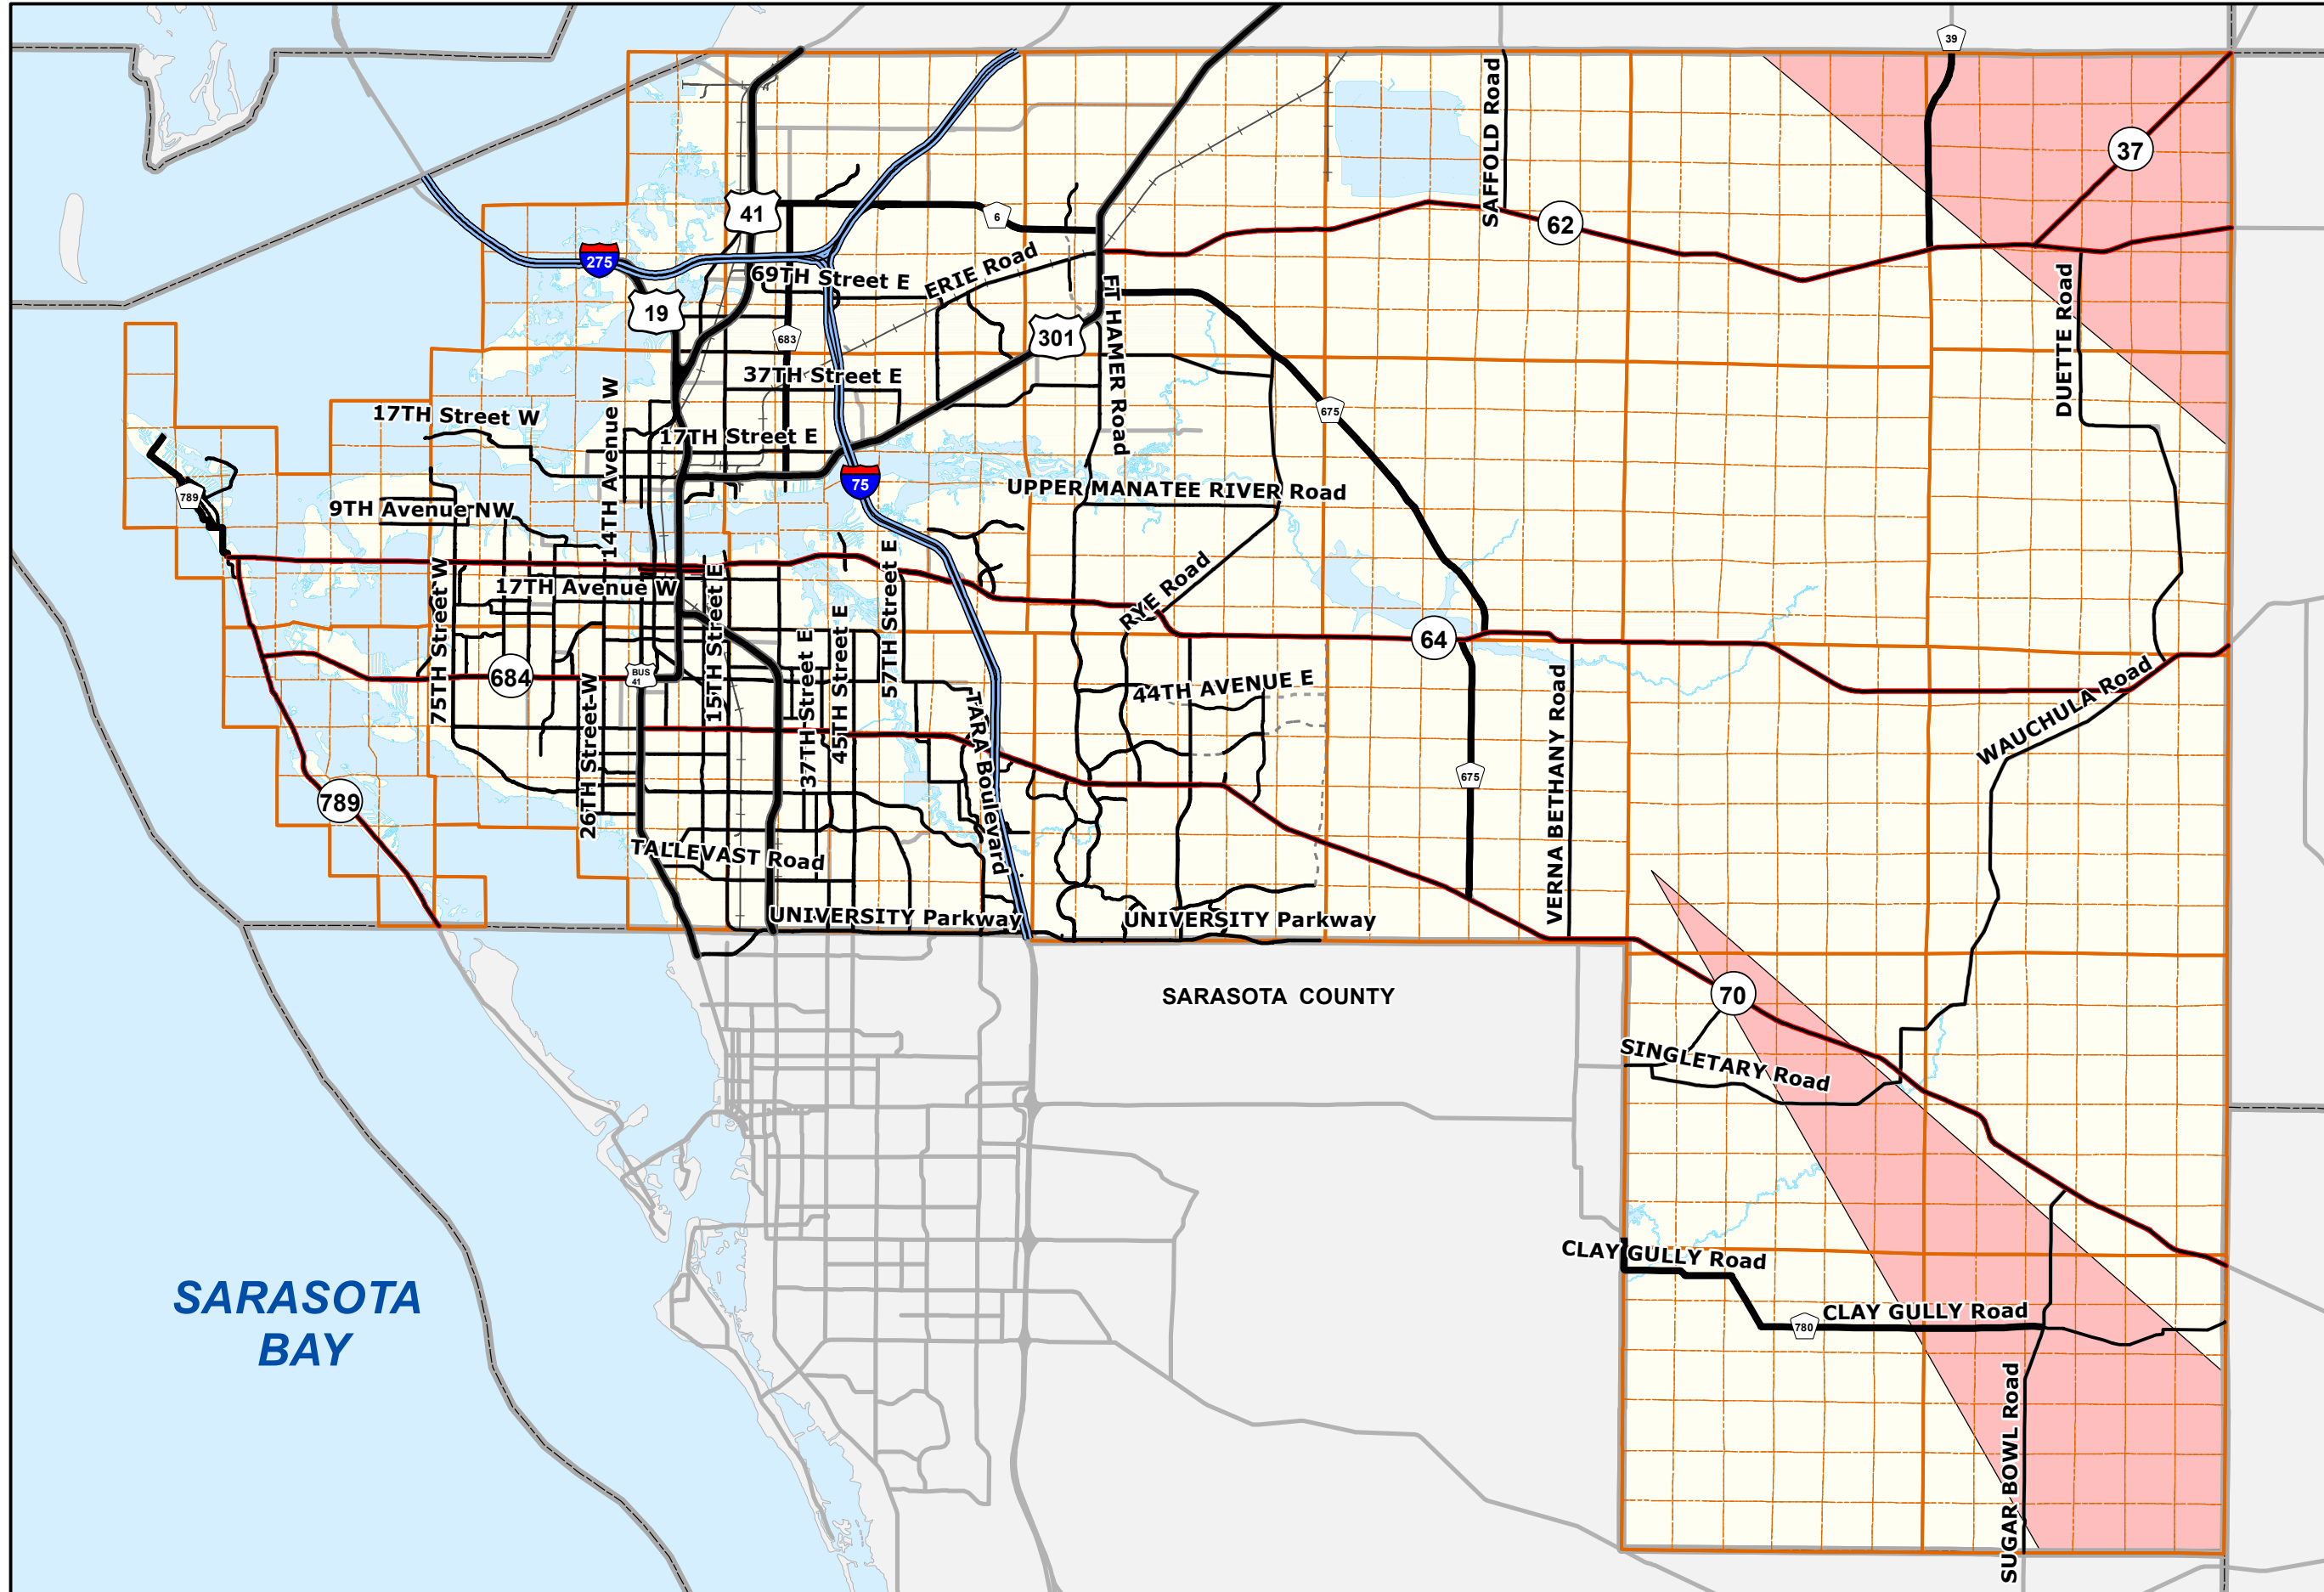 39
SAFFOLD Road
37
41
6
62
275
69TH Street E
ERIE Road
19
FT HAMER Road
DUETTE Road
683
301
37TH Street E
14TH Avenue W
17TH Street W
675
17TH Street E
789
75
UPPER MANATEE RIVER Road
9TH Avenue NW
75TH Street W
17TH Avenue W
15TH Street E
57TH Street E
45TH Street E
37TH Street E
RYE Road
64
684
BUS
41
26TH Street W
44TH AVENUE E
TARA Boulevard
VERNA BETHANY Road
WAUCHULA Road
675
789
TALLEVAST Road
UNIVERSITY Parkway
UNIVERSITY Parkway
SARASOTA COUNTY
70
SINGLETARY Road
CLAY GULLY Road
SARASOTA
BAY
CLAY GULLY Road
780
SUGAR BOWL Road